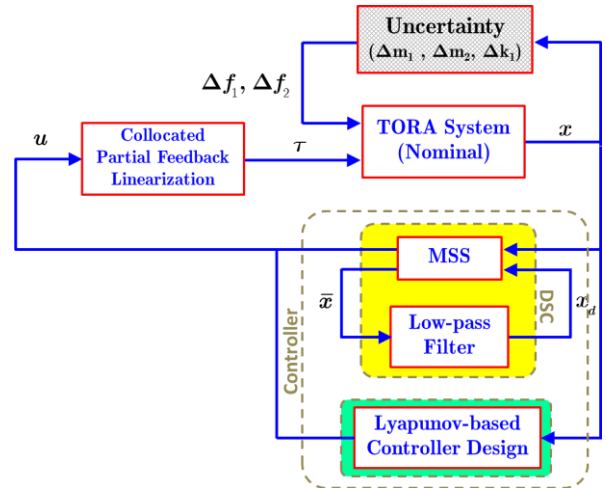 Uncertainty
(Δm₁ , Δm₂, Δk₁)
Δf₁, Δf₂
u
Collocated
Partial Feedback
Linearization
τ
TORA System
(Nominal)
x
MSS
x̄
Low-pass
Filter
x_d
DSC
Controller
Lyapunov-based
Controller Design